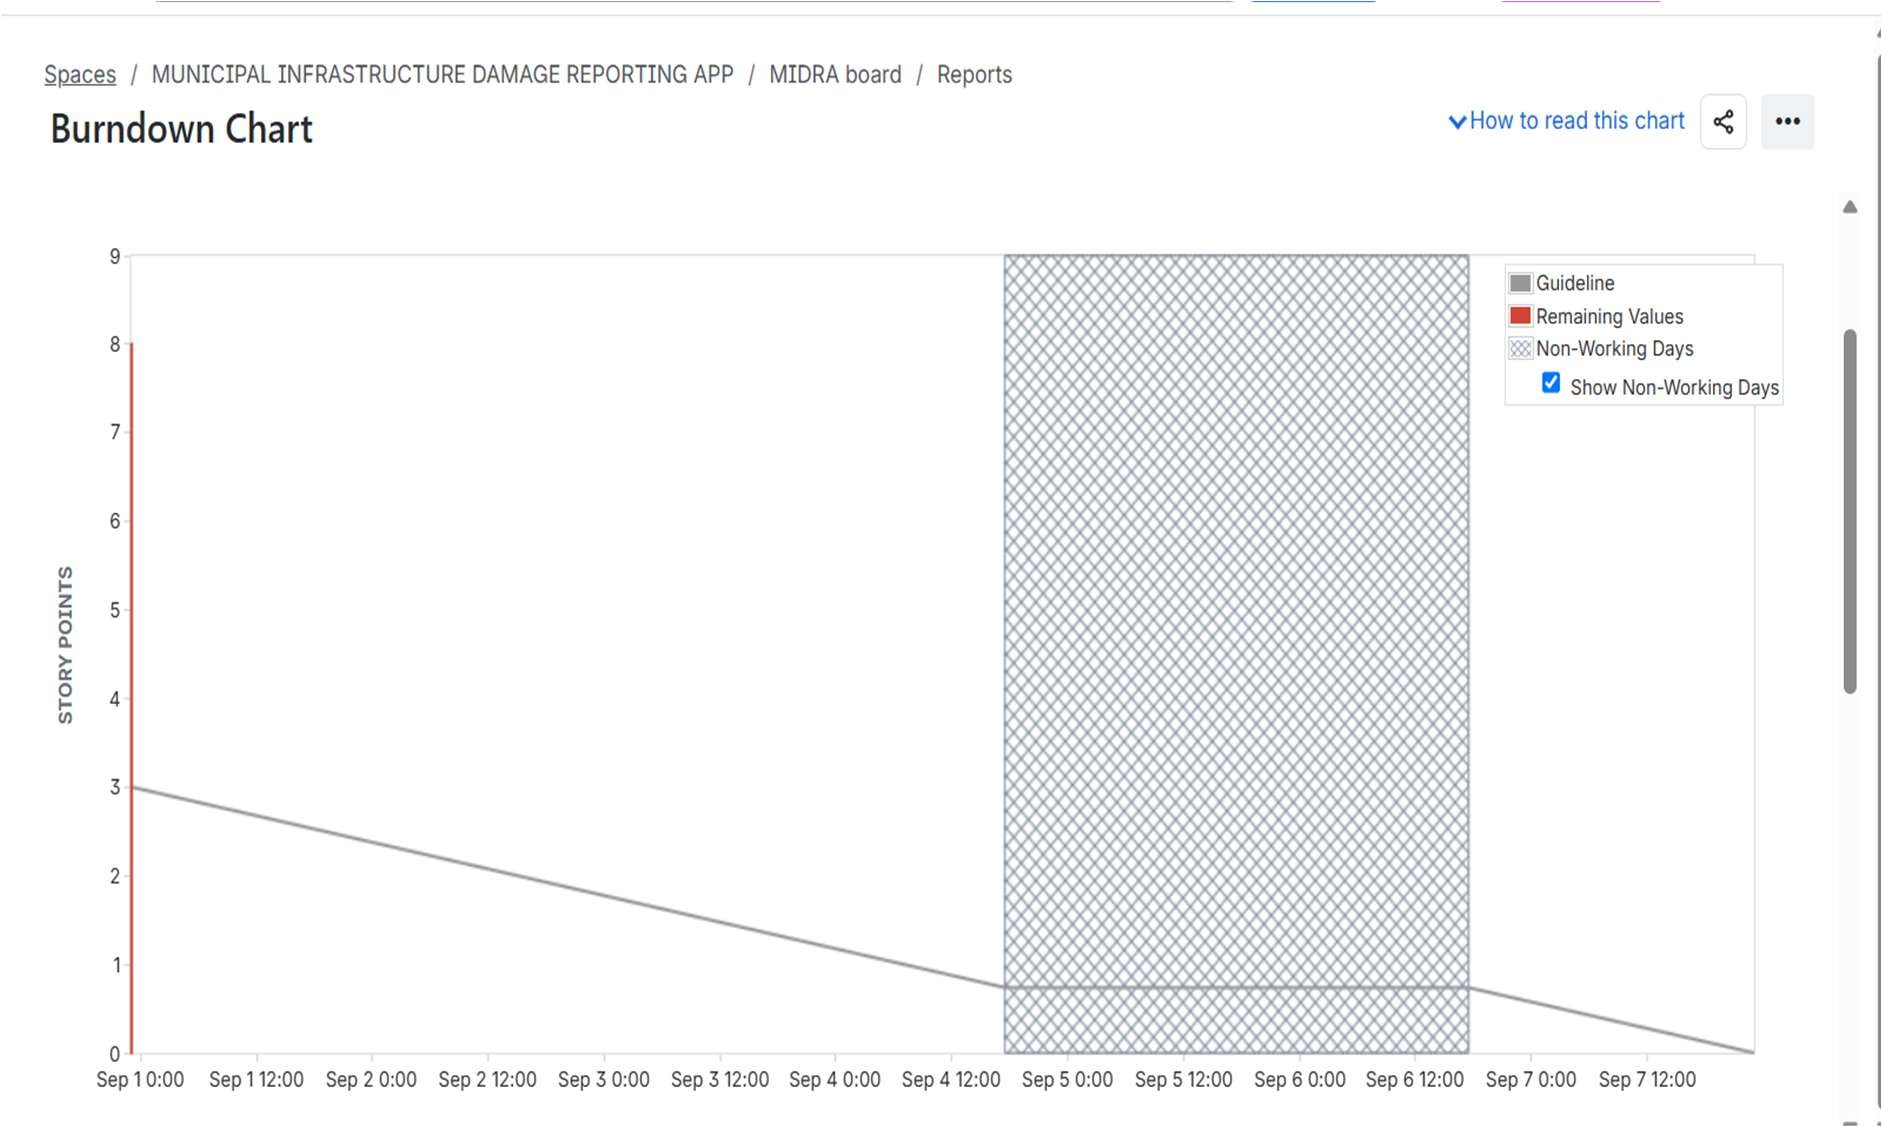 Spaces / MUNICIPAL INFRASTRUCTURE DAMAGE REPORTING APP / MIDRA board / Reports
Burndown Chart
How to read this chart
9
8
7
6
5
4
3
2
1
0
STORY POINTS
Guideline
Remaining Values
Non-Working Days
Show Non-Working Days
Sep 1 0:00 Sep 1 12:00 Sep 2 0:00 Sep 2 12:00 Sep 3 0:00 Sep 3 12:00 Sep 4 0:00 Sep 4 12:00 Sep 5 0:00 Sep 5 12:00 Sep 6 0:00 Sep 6 12:00 Sep 7 0:00 Sep 7 12:00